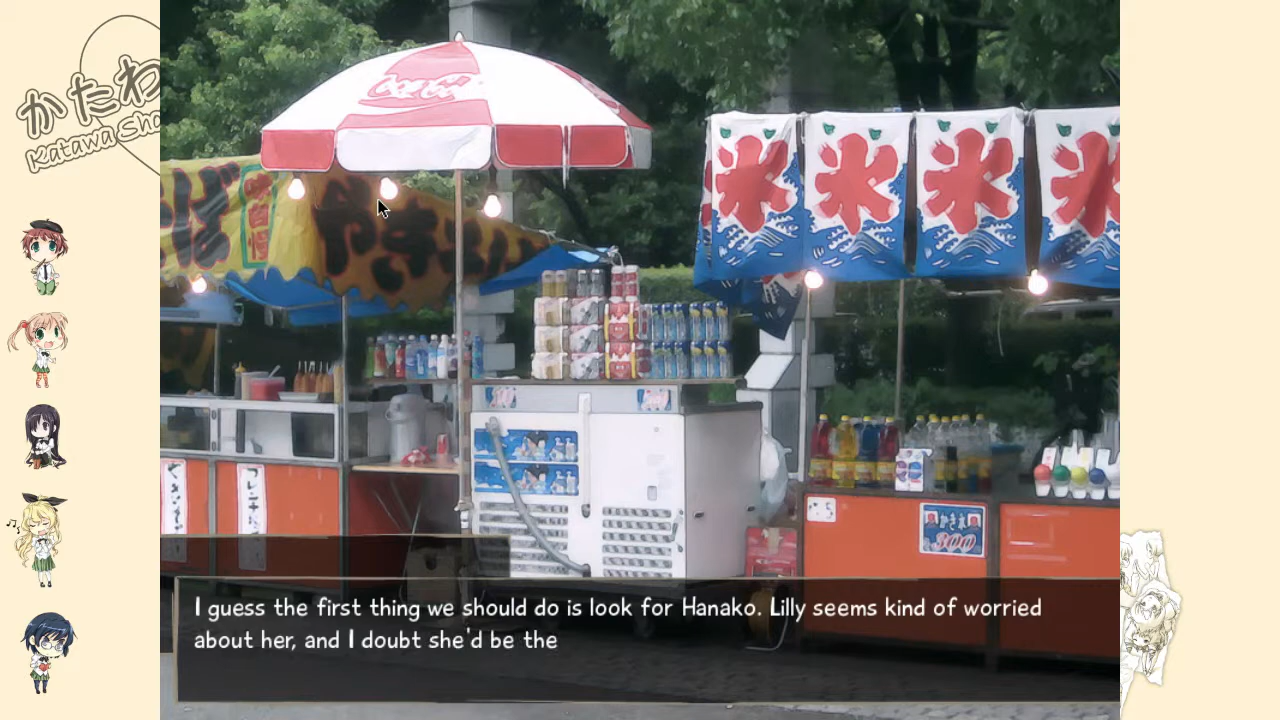 かたわ
Katawa Sho
Coca-Cola
氷
氷
氷
氷
300
I guess the first thing we should do is look for Hanako. Lilly seems kind of worried
about her, and I doubt she'd be the